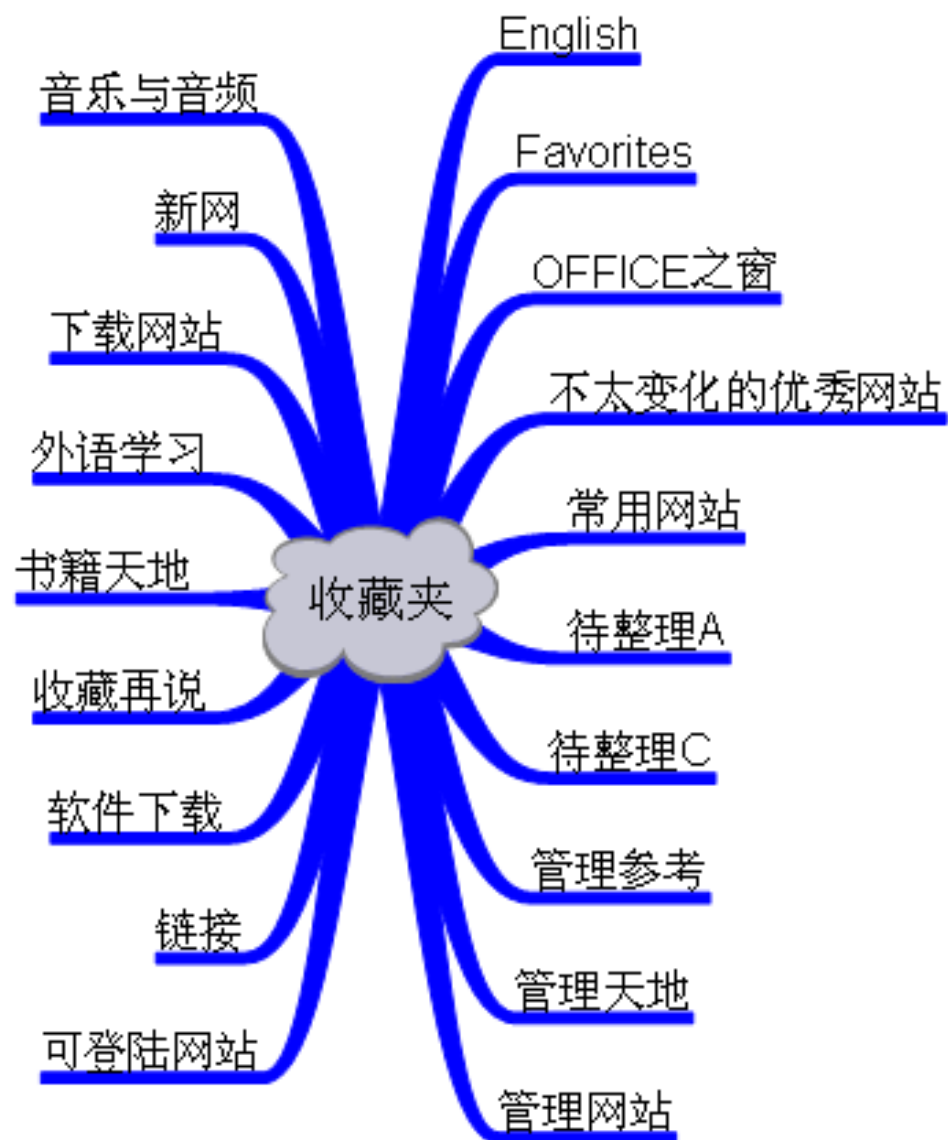 English
Favorites
OFFICE之窗
不太变化的优秀网站
常用网站
待整理A
待整理C
管理参考
管理天地
管理网站
收藏夹
音乐与音频
新网
下载网站
外语学习
书籍天地
收藏再说
软件下载
链接
可登陆网站